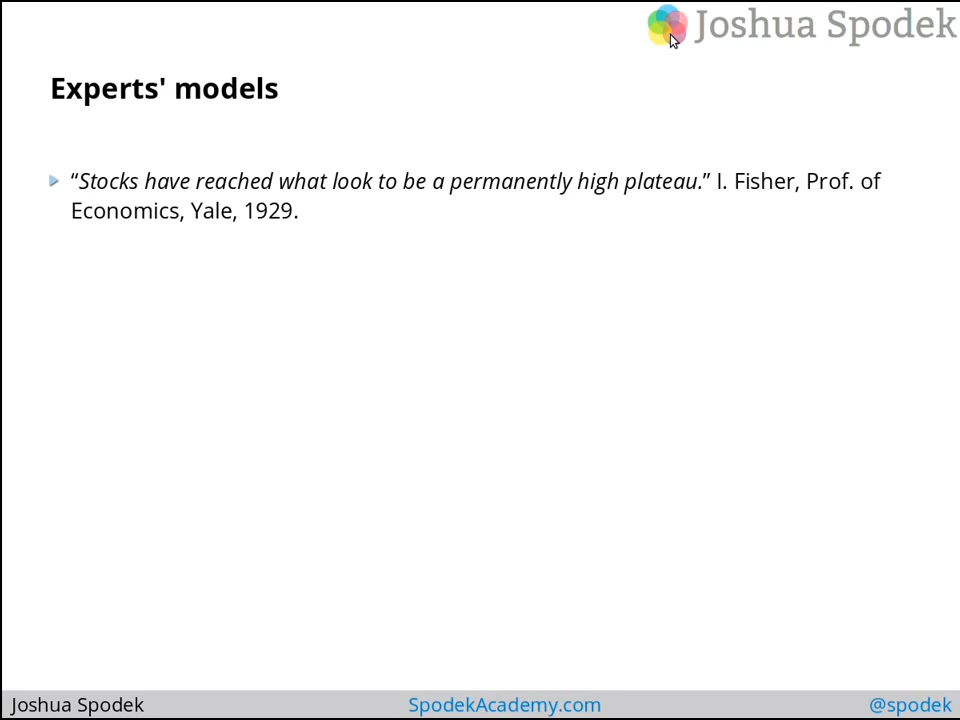 Joshua Spodek
Experts' models
“Stocks have reached what look to be a permanently high plateau.” I. Fisher, Prof. of
Economics, Yale, 1929.
Joshua Spodek
SpodekAcademy.com
@spodek